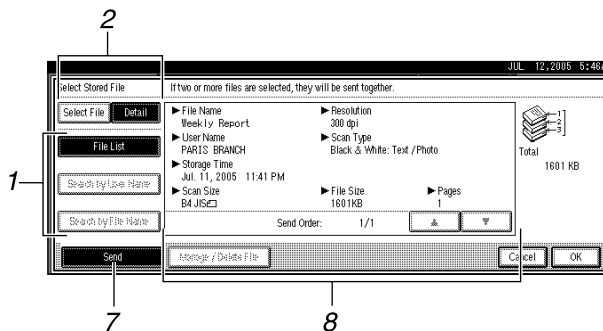 2
JUL 12,2005 5:46
Select Stored File
If two or more files are selected, they will be sent together.
Select File
Detail
►File Name
Weekly Report
►Resolution
300 dpi
►User Name
PARIS BRANCH
►Scan Type
Black & White: Text / Photo
►Storage Time
Jul. 11, 2005 11:41 PM
►Scan Size
B4 JIS
►File Size
1601KB
►Pages
1
1
2
3
Total
1601 KB
1
File List
Search by User Name
Search by File Name
Send Order: 1/1
▲
▼
Send
Manage / Delete File
Cancel
OK
7
8